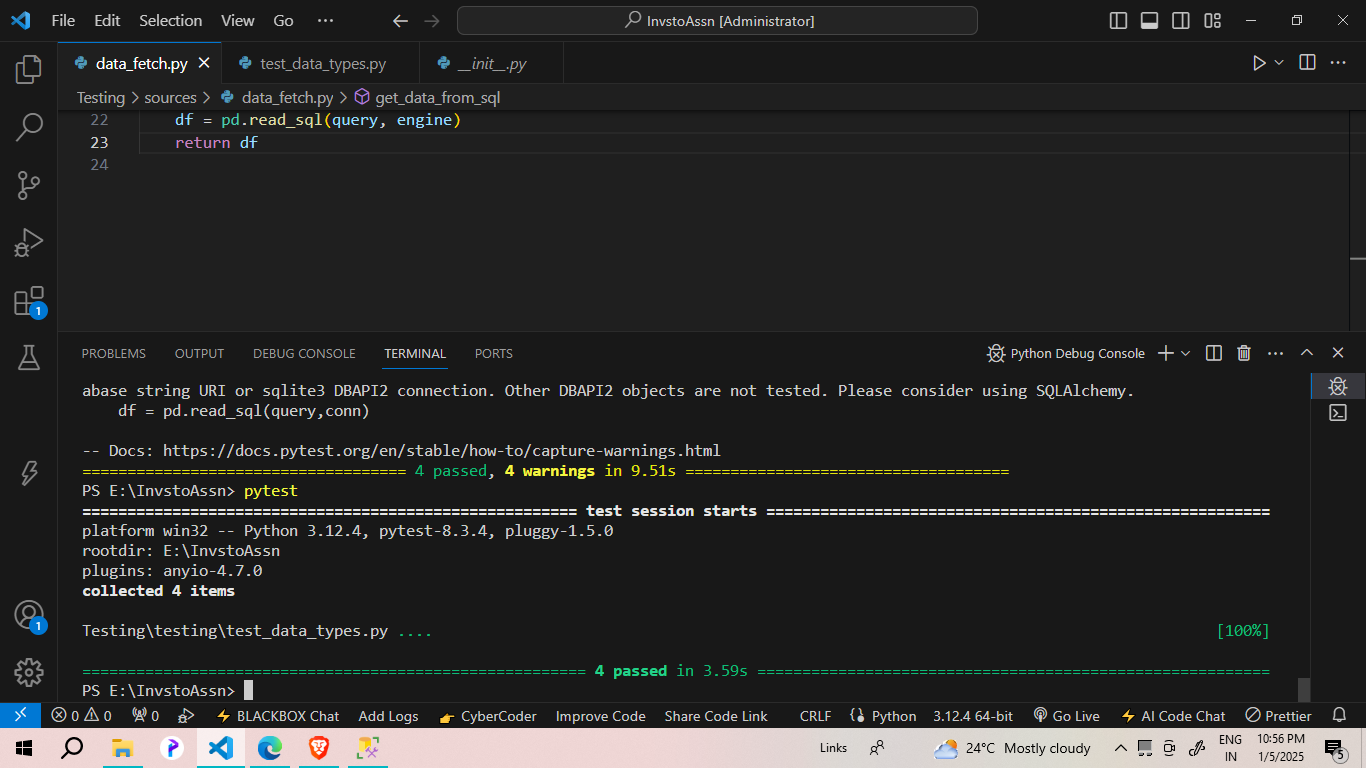 File Edit Selection View Go ··· InvstoAssn [Administrator]
data_fetch.py test_data_types.py __init__.py
Testing > sources > data_fetch.py > get_data_from_sql
22 df = pd.read_sql(query, engine)
23 return df
24
PROBLEMS OUTPUT DEBUG CONSOLE TERMINAL PORTS Python Debug Console
abase string URI or sqlite3 DBAPI2 connection. Other DBAPI2 objects are not tested. Please consider using SQLAlchemy.
df = pd.read_sql(query,conn)
-- Docs: https://docs.pytest.org/en/stable/how-to/capture-warnings.html
==================================== 4 passed, 4 warnings in 9.51s ====================================
PS E:\InvstoAssn> pytest
======================================================= test session starts ========================================================
platform win32 -- Python 3.12.4, pytest-8.3.4, pluggy-1.5.0
rootdir: E:\InvstoAssn
plugins: anyio-4.7.0
collected 4 items
Testing\testing\test_data_types.py .... [100%]
======================================================== 4 passed in 3.59s =========================================================
PS E:\InvstoAssn>
1
1
0 0 0 BLACKBOX Chat Add Logs CyberCoder Improve Code Share Code Link CRLF Python 3.12.4 64-bit Go Live AI Code Chat Prettier
Links 24°C Mostly cloudy ENG IN 10:56 PM 1/5/2025 5